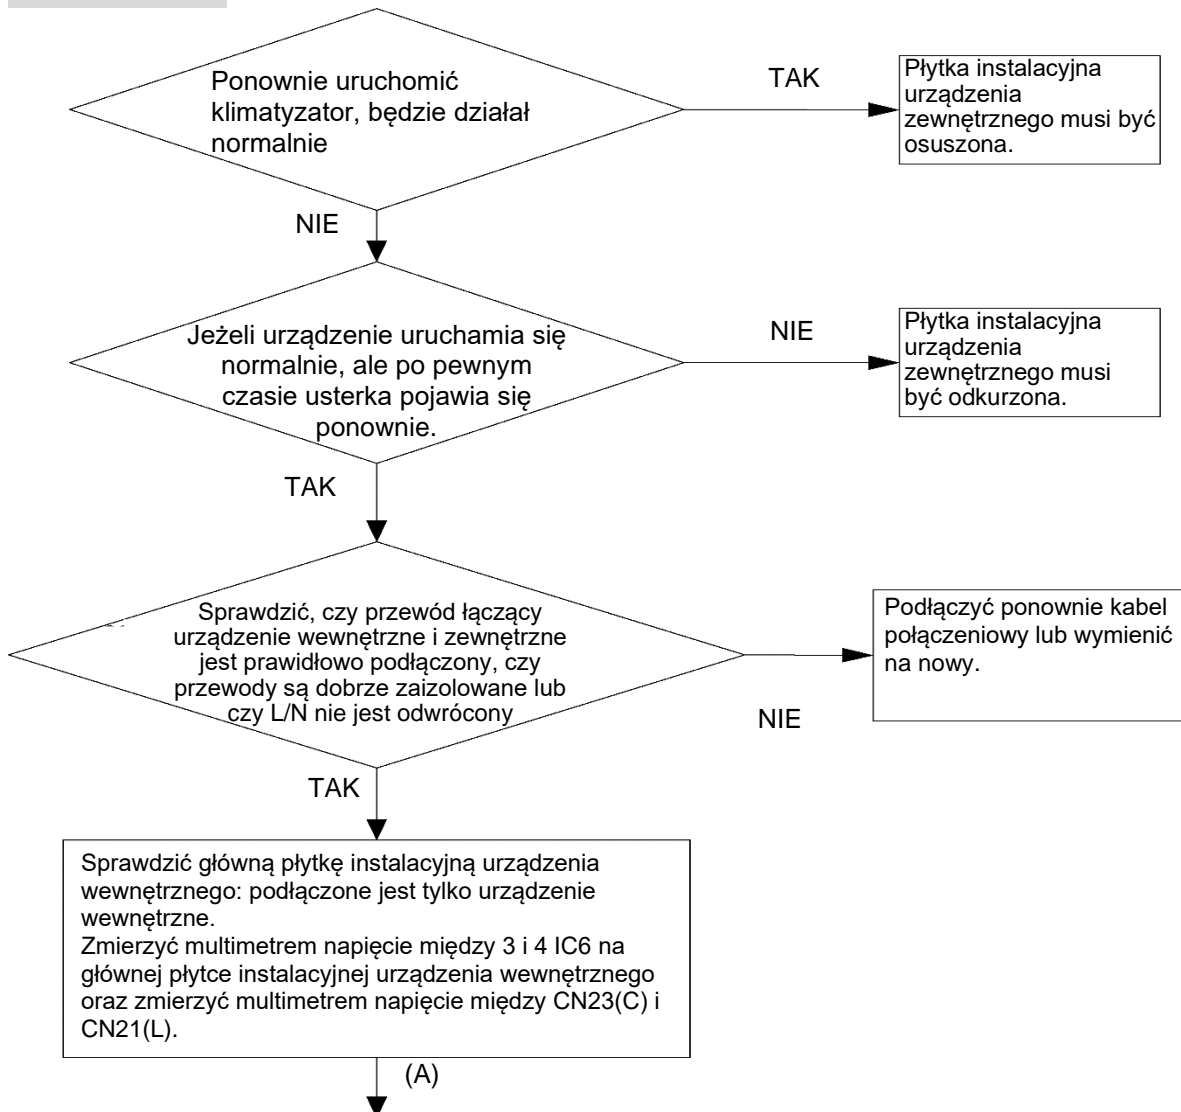 Ponownie uruchomić
klimatyzator, będzie działał
normalnie
TAK
Płytka instalacyjna
urządzenia
zewnętrznego musi być
osuszona.
NIE
Jeżeli urządzenie uruchamia się
normalnie, ale po pewnym
czasie usterka pojawia się
ponownie.
NIE
Płytka instalacyjna
urządzenia
zewnętrznego musi
być odkurzona.
TAK
Sprawdzić, czy przewód łączący
urządzenie wewnętrzne i zewnętrzne
jest prawidłowo podłączony, czy
przewody są dobrze zaizolowane lub
czy L/N nie jest odwrócony
NIE
Podłączyć ponownie kabel
połączeniowy lub wymienić
na nowy.
TAK
Sprawdzić główną płytkę instalacyjną urządzenia
wewnętrznego: podłączone jest tylko urządzenie
wewnętrzne.
Zmierzyć multimetrem napięcie między 3 i 4 IC6 na
głównej płytce instalacyjnej urządzenia wewnętrznego
oraz zmierzyć multimetrem napięcie między CN23(C) i
CN21(L).
(A)